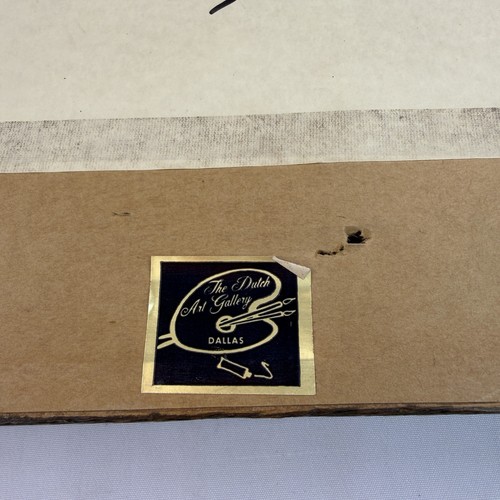 The Dutch
Art Gallery
DALLAS